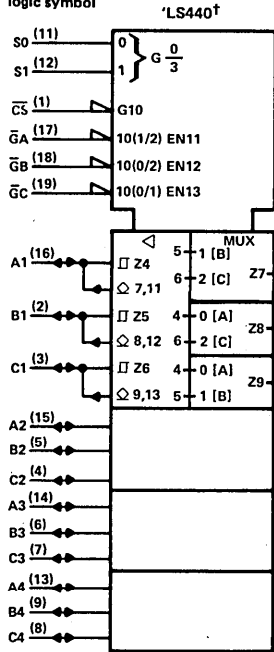 logic symbol
'LS440†
S0 (11) 0
S1 (12) 1
G 0/3
C̅S̅ (1) G10
G̅A (17) 10(1/2) EN11
G̅B (18) 10(0/2) EN12
G̅C (19) 10(0/1) EN13
◁ MUX
A1 (16) ⎍ Z4 5 1 [B]
◇ 7,11 6 2 [C] Z7
B1 (2) ⎍ Z5 4 0 [A]
◇ 8,12 6 2 [C] Z8
C1 (3) ⎍ Z6 4 0 [A]
◇ 9,13 5 1 [B] Z9
A2 (15)
B2 (5)
C2 (4)
A3 (14)
B3 (6)
C3 (7)
A4 (13)
B4 (9)
C4 (8)